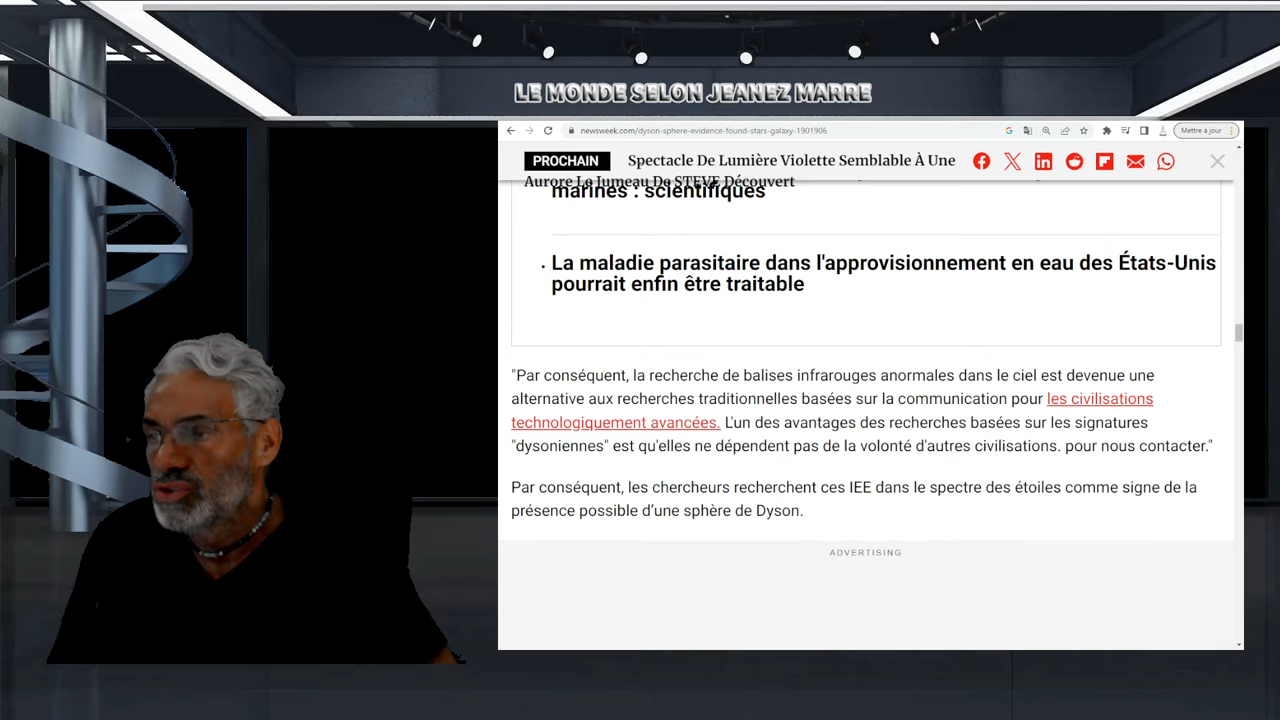 LE MONDE SELON JEANEZ MARRE
newsweek.com/dyson-sphere-evidence-found-stars-galaxy-1901906
Mettre à jour
PROCHAIN Spectacle De Lumière Violette Semblable À Une
Aurore Le Jumeau De STEVE Découvert
marines : scientifiques
La maladie parasitaire dans l'approvisionnement en eau des États-Unis
pourrait enfin être traitable
"Par conséquent, la recherche de balises infrarouges anormales dans le ciel est devenue une
alternative aux recherches traditionnelles basées sur la communication pour les civilisations
technologiquement avancées. L'un des avantages des recherches basées sur les signatures
"dysoniennes" est qu'elles ne dépendent pas de la volonté d'autres civilisations. pour nous contacter."
Par conséquent, les chercheurs recherchent ces IEE dans le spectre des étoiles comme signe de la
présence possible d’une sphère de Dyson.
ADVERTISING